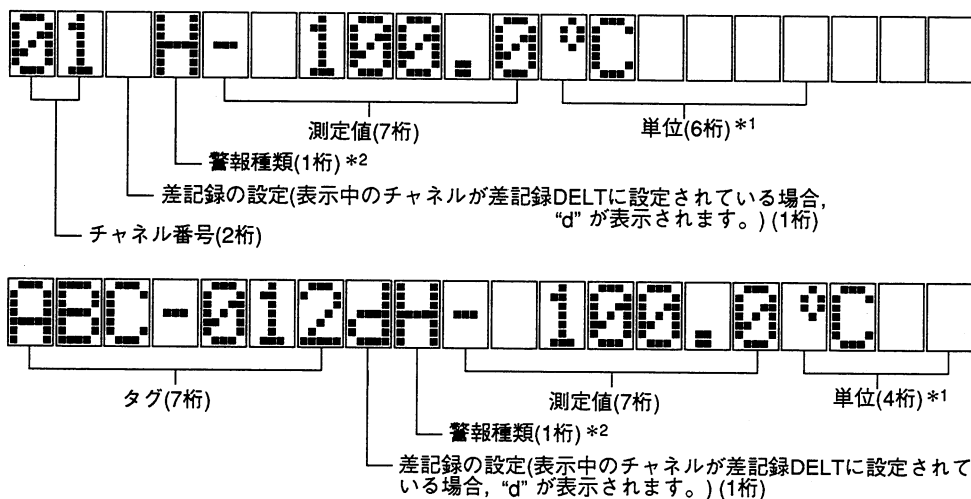 01 H- 100.0°C
測定値(7桁)
単位(6桁)*1
警報種類(1桁)*2
差記録の設定(表示中のチャネルが差記録DELTに設定されている場合,
“d” が表示されます。) (1桁)
チャネル番号(2桁)
ABC-012dH- 100.0°C
タグ(7桁)
測定値(7桁)
単位(4桁)*1
警報種類(1桁)*2
差記録の設定(表示中のチャネルが差記録DELTに設定されて
いる場合, “d” が表示されます。) (1桁)